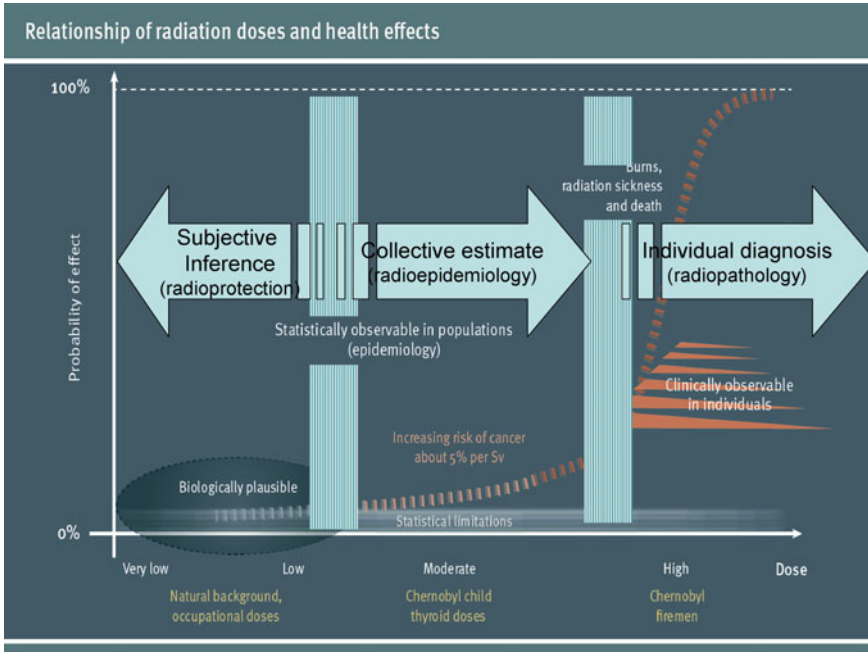 Relationship of radiation doses and health effects
100%
Burns,
radiation sickness
and death
Subjective
Inference
(radioprotection)
Collective estimate
(radioepidemiology)
Individual diagnosis
(radiopathology)
Probability of effect
Statistically observable in populations
(epidemiology)
Clinically observable
in individuals
Increasing risk of cancer
about 5% per Sv
Biologically plausible
Statistical limitations
0%
Very low
Low
Moderate
High
Dose
Natural background,
occupational doses
Chernobyl child
thyroid doses
Chernobyl
firemen